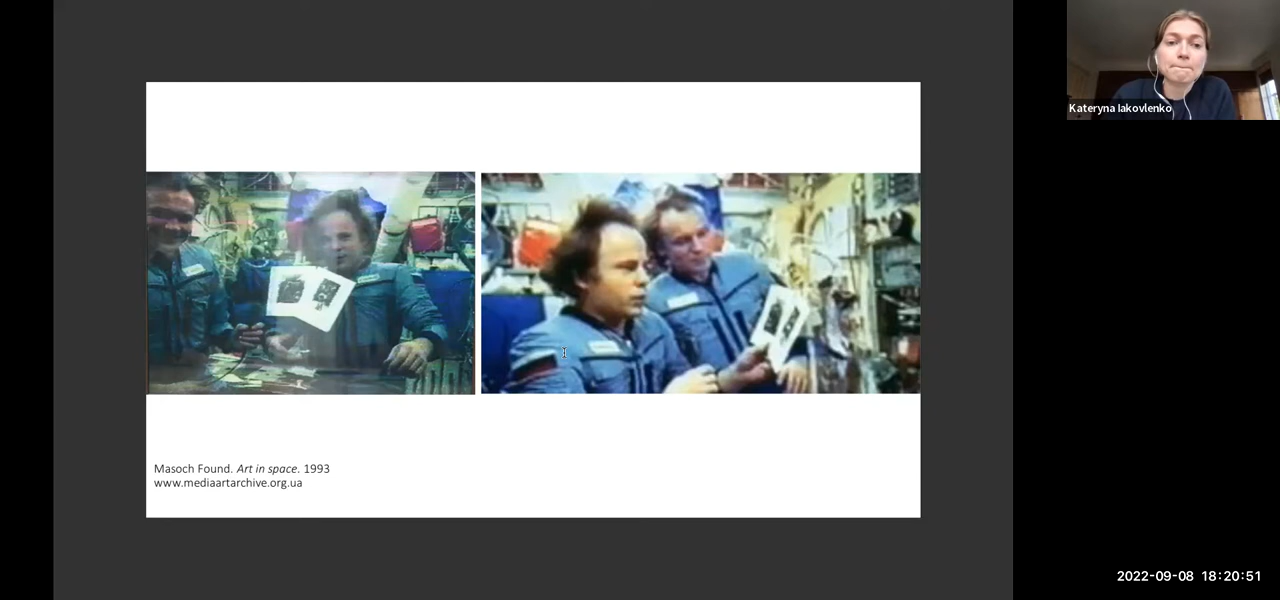 Kateryna Iakovlenko
Masoch Found. Art in space. 1993
www.mediaartarchive.org.ua
2022-09-08 18:20:51